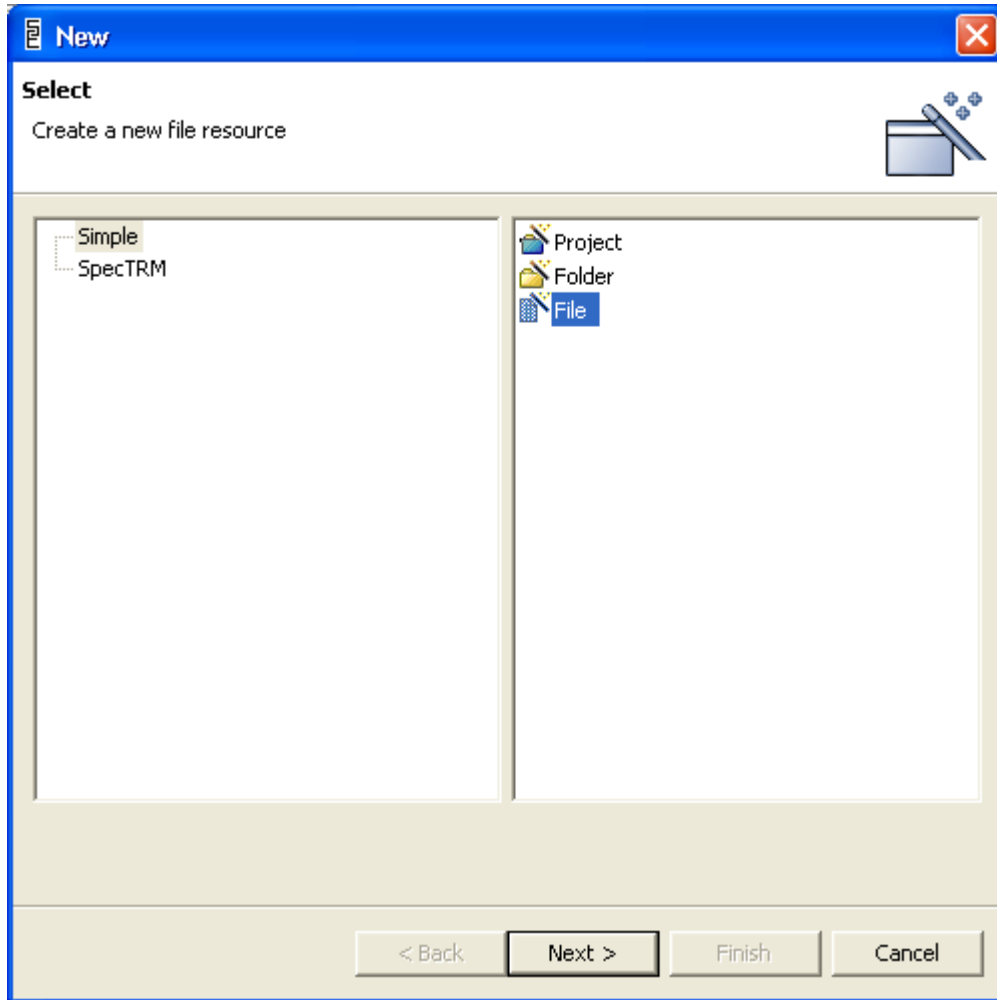 New
Select
Create a new file resource
Simple
SpecTRM
Project
Folder
File
< Back
Next >
Finish
Cancel